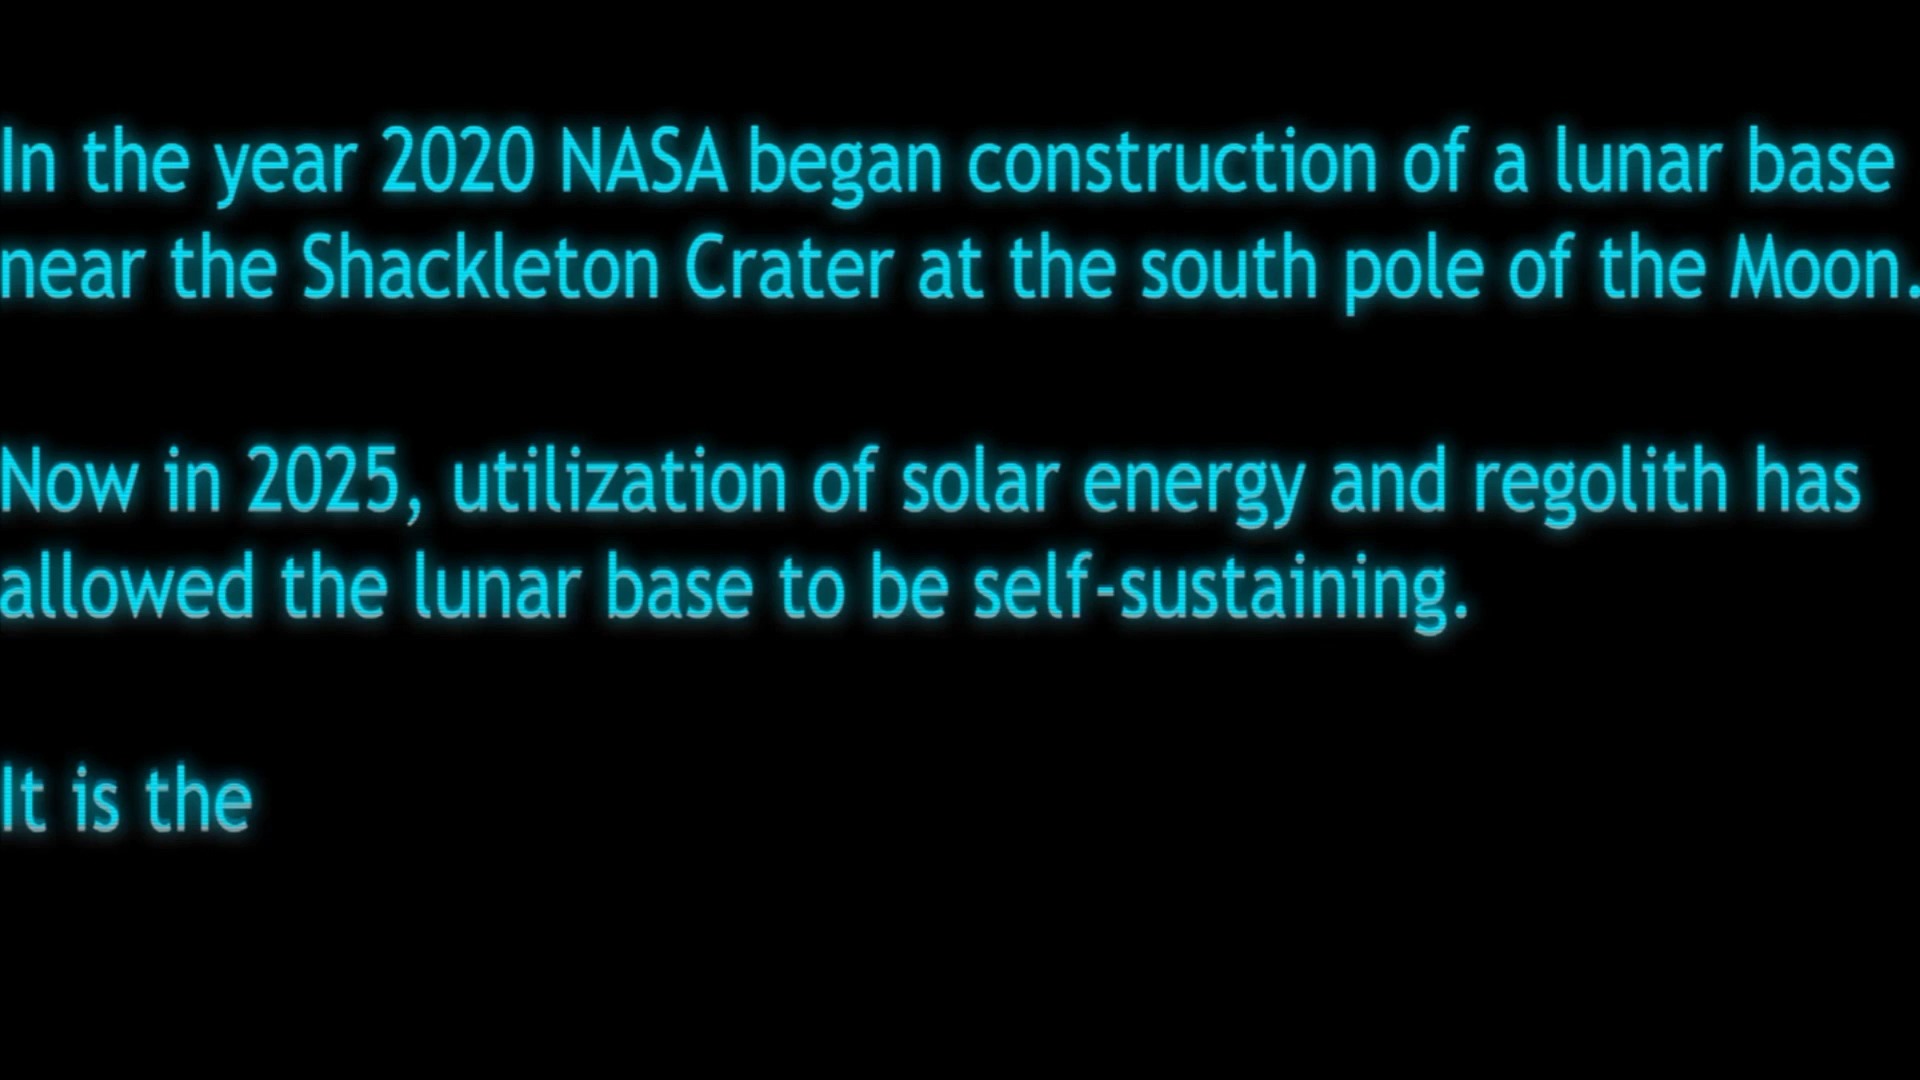 In the year 2020 NASA began construction of a lunar base
near the Shackleton Crater at the south pole of the Moon.
Now in 2025, utilization of solar energy and regolith has
allowed the lunar base to be self-sustaining.
It is the